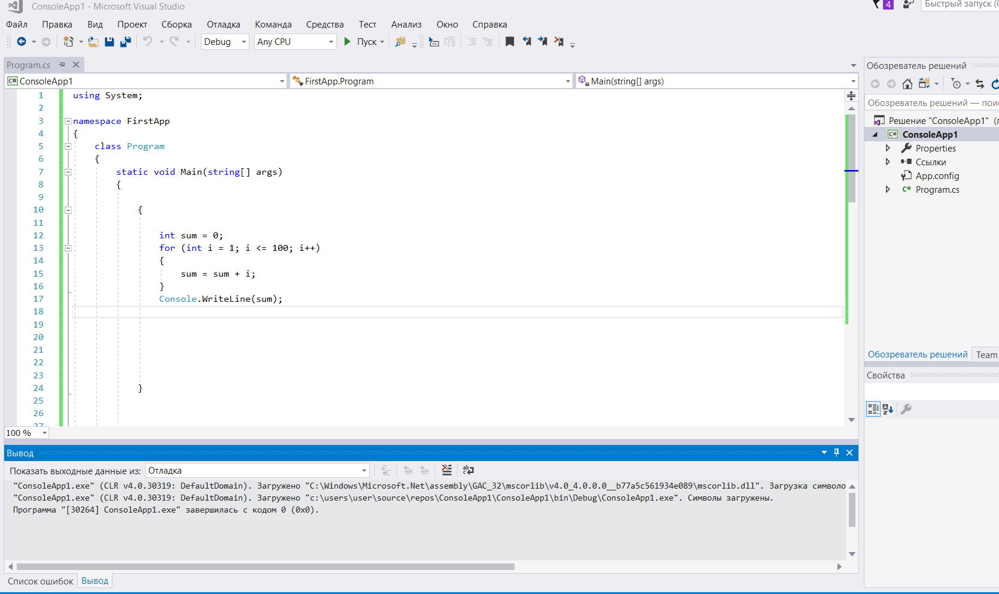 ConsoleApp1 - Microsoft Visual Studio
4
Быстрый запуск (
Файл Правка Вид Проект Сборка Отладка Команда Средства Тест Анализ Окно Справка
Debug Any CPU Пуск
Program.cs
C# ConsoleApp1 FirstApp.Program Main(string[] args)
1 using System;
2
3 namespace FirstApp
4 {
5 class Program
6 {
7 static void Main(string[] args)
8 {
9
10 {
11
12 int sum = 0;
13 for (int i = 1; i <= 100; i++)
14 {
15 sum = sum + i;
16 }
17 Console.WriteLine(sum);
18
19
20
21
22
23
24 }
25
26
27
100 %
Вывод
Показать выходные данные из: Отладка
"ConsoleApp1.exe" (CLR v4.0.30319: DefaultDomain). Загружено "C:\Windows\Microsoft.Net\assembly\GAC_32\mscorlib\v4.0_4.0.0.0__b77a5c561934e089\mscorlib.dll". Загрузка символо
"ConsoleApp1.exe" (CLR v4.0.30319: DefaultDomain). Загружено "c:\users\user\source\repos\ConsoleApp1\ConsoleApp1\bin\Debug\ConsoleApp1.exe". Символы загружены.
Программа "[30264] ConsoleApp1.exe" завершилась с кодом 0 (0x0).
Список ошибок Вывод
Обозреватель решений
Обозреватель решений — пои
Решение "ConsoleApp1" (
C# ConsoleApp1
Properties
Ссылки
App.config
C# Program.cs
Обозреватель решений Team
Свойства